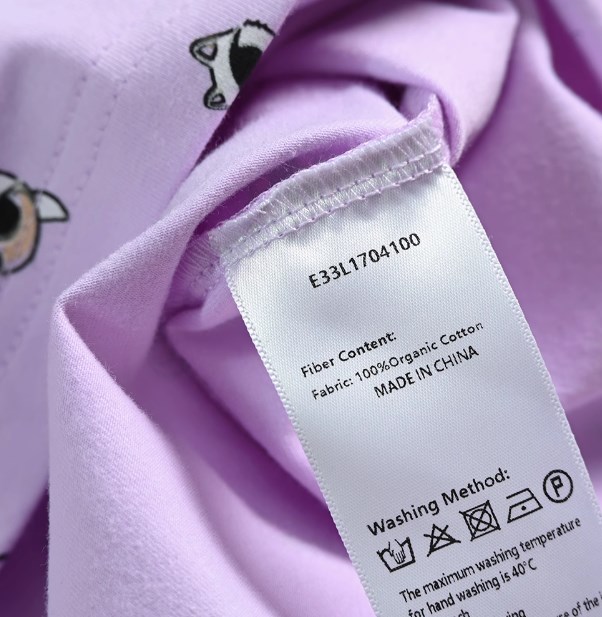 E33L1704100
Fiber Content:
Fabric: 100%Organic Cotton
MADE IN CHINA
Washing Method:
P
The maximum washing temperature
for hand washing is 40°C